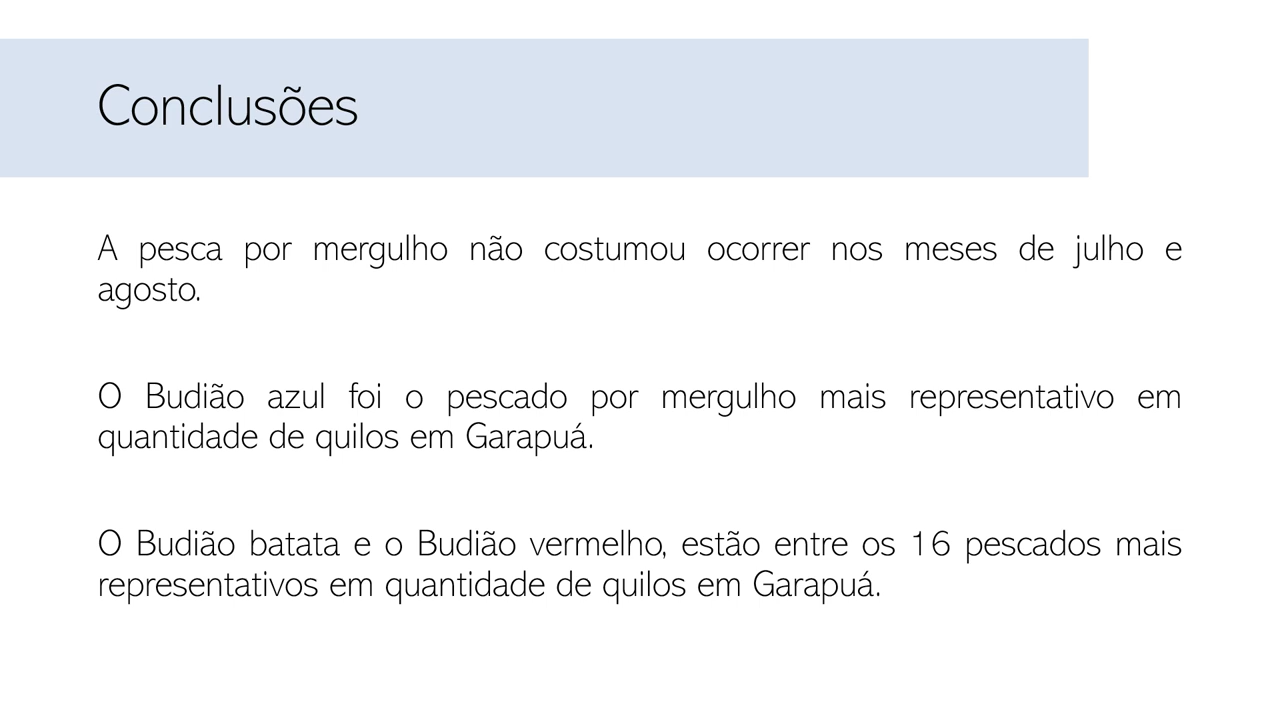 Conclusões
A pesca por mergulho não costumou ocorrer nos meses de julho e
agosto.
O Budião azul foi o pescado por mergulho mais representativo em
quantidade de quilos em Garapuá.
O Budião batata e o Budião vermelho, estão entre os 16 pescados mais
representativos em quantidade de quilos em Garapuá.